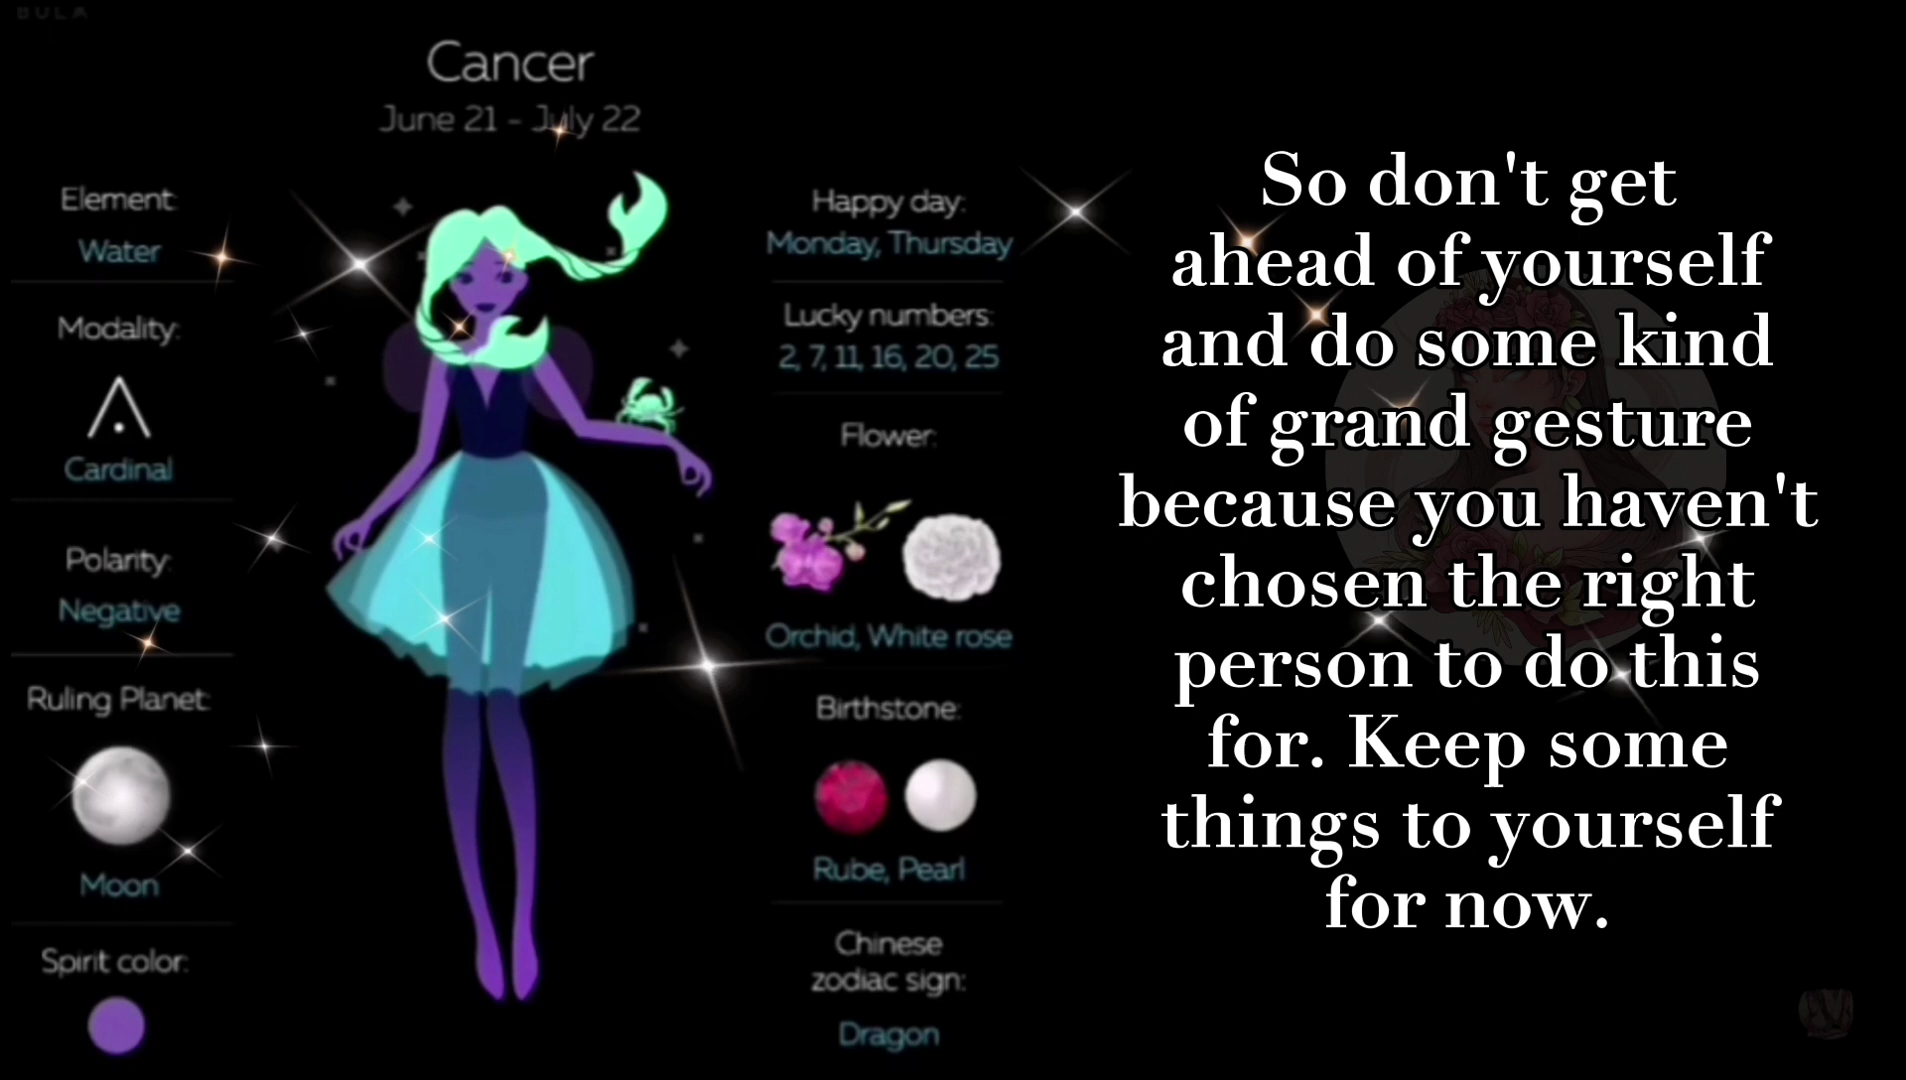 BULA
Cancer
June 21 - July 22
Element:
Water
Modality:
Cardinal
Polarity:
Negative
Ruling Planet:
Moon
Spirit color:
Happy day:
Monday, Thursday
Lucky numbers:
2, 7, 11, 16, 20, 25
Flower:
Orchid, White rose
Birthstone:
Rube, Pearl
Chinese
zodiac sign:
Dragon
So don't get
ahead of yourself
and do some kind
of grand gesture
because you haven't
chosen the right
person to do this
for. Keep some
things to yourself
for now.